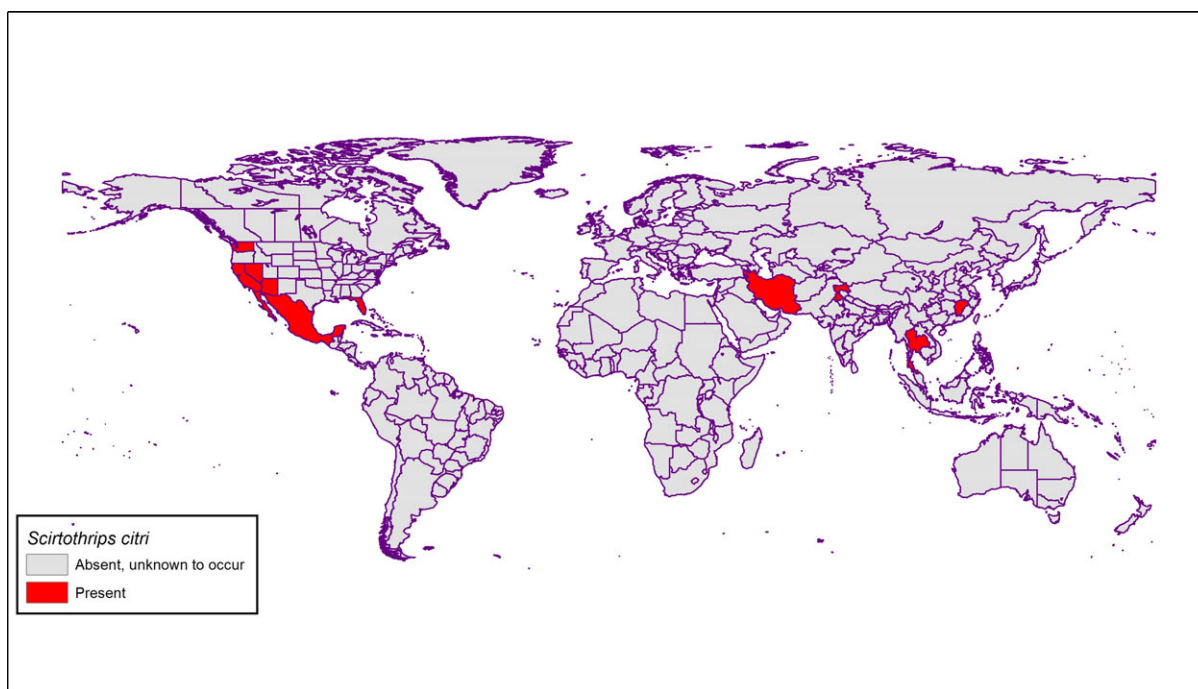 Scirtothrips citri
Absent, unknown to occur
Present